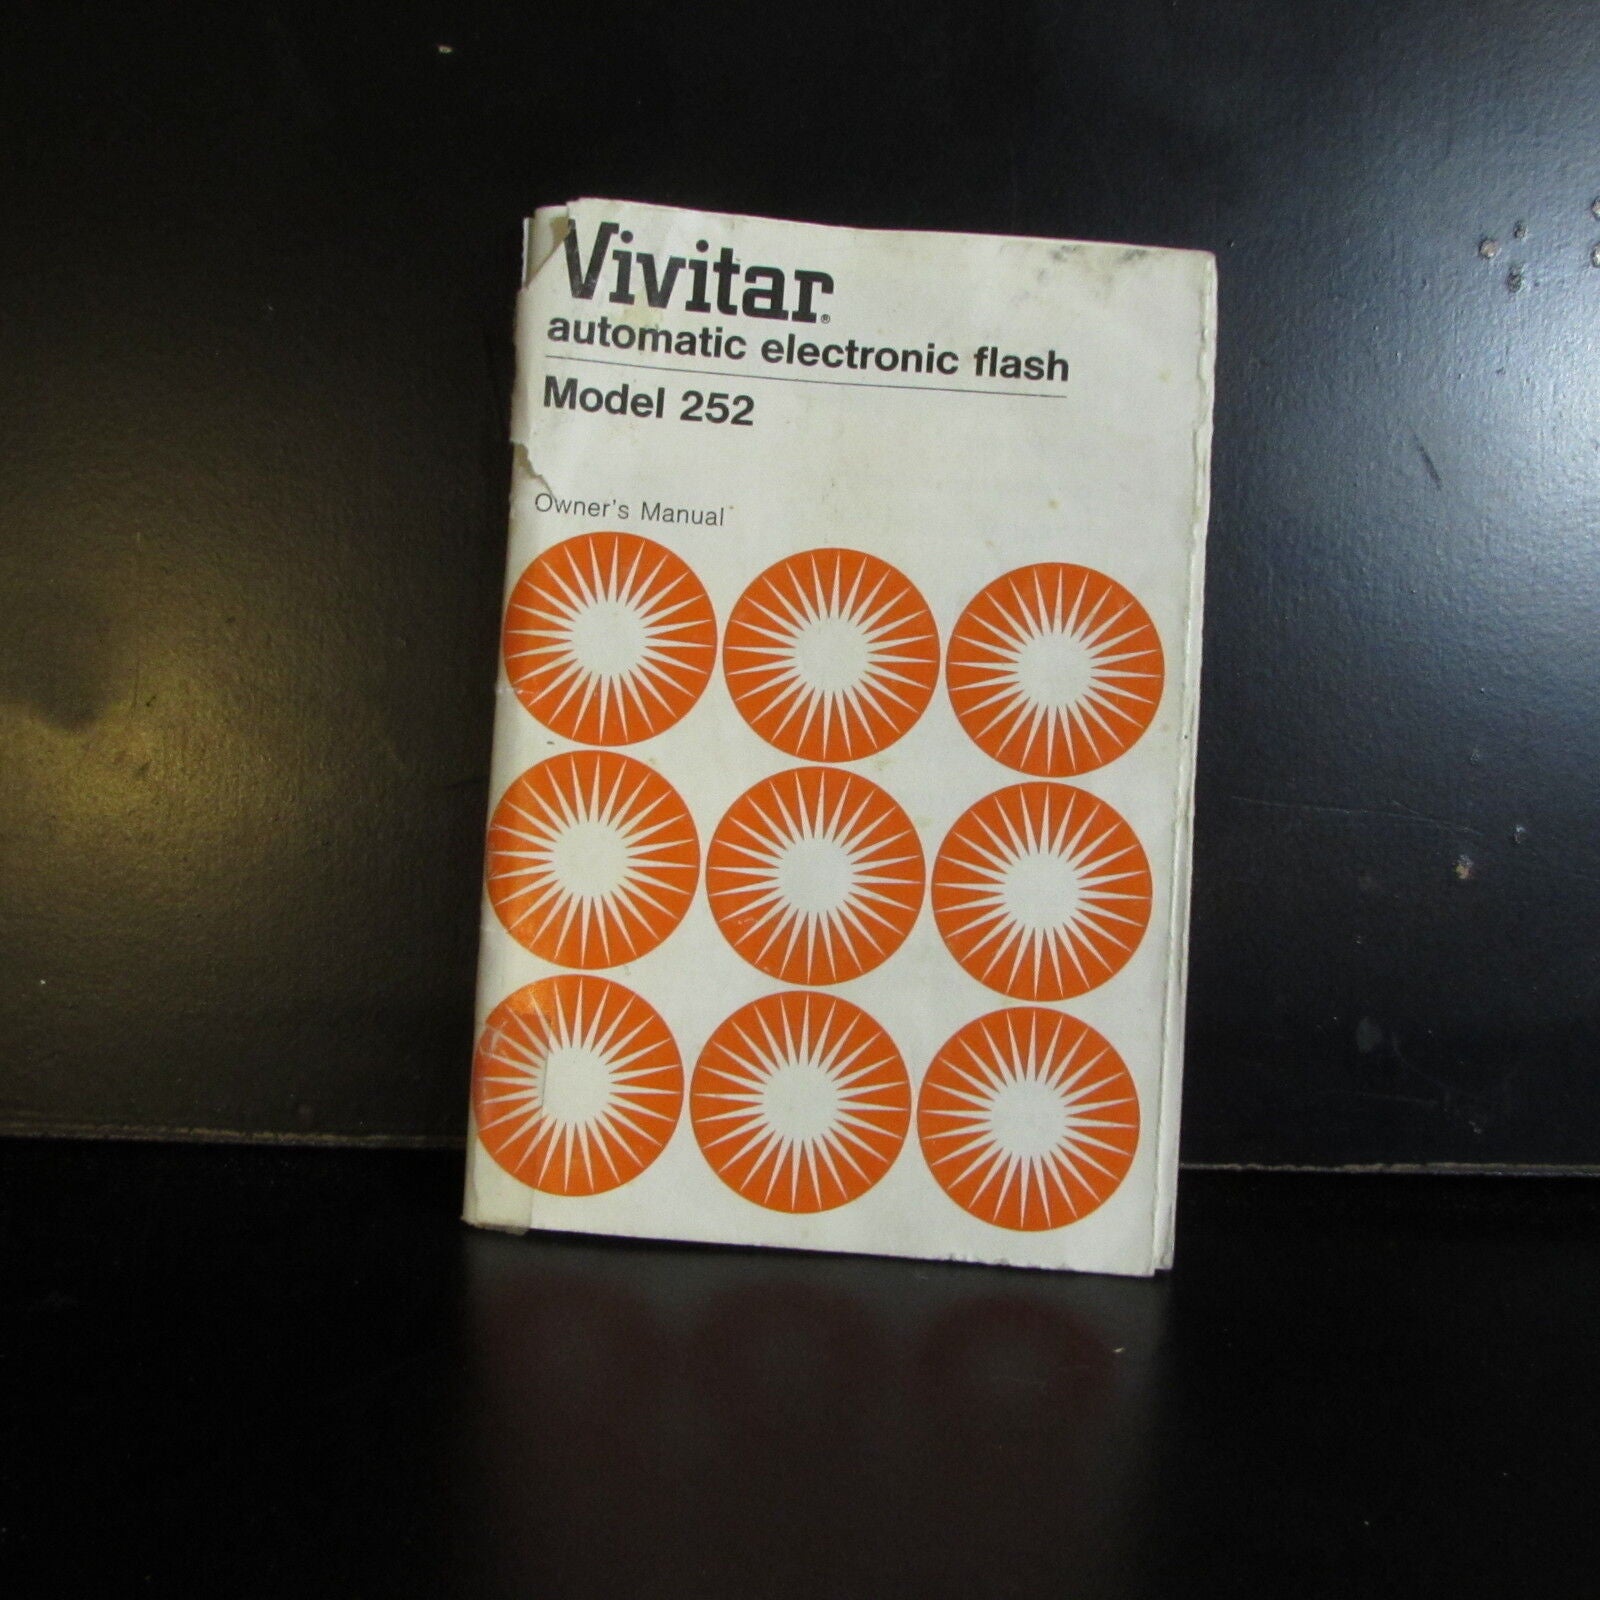 Vivitar®
automatic electronic flash
Model 252
Owner's Manual